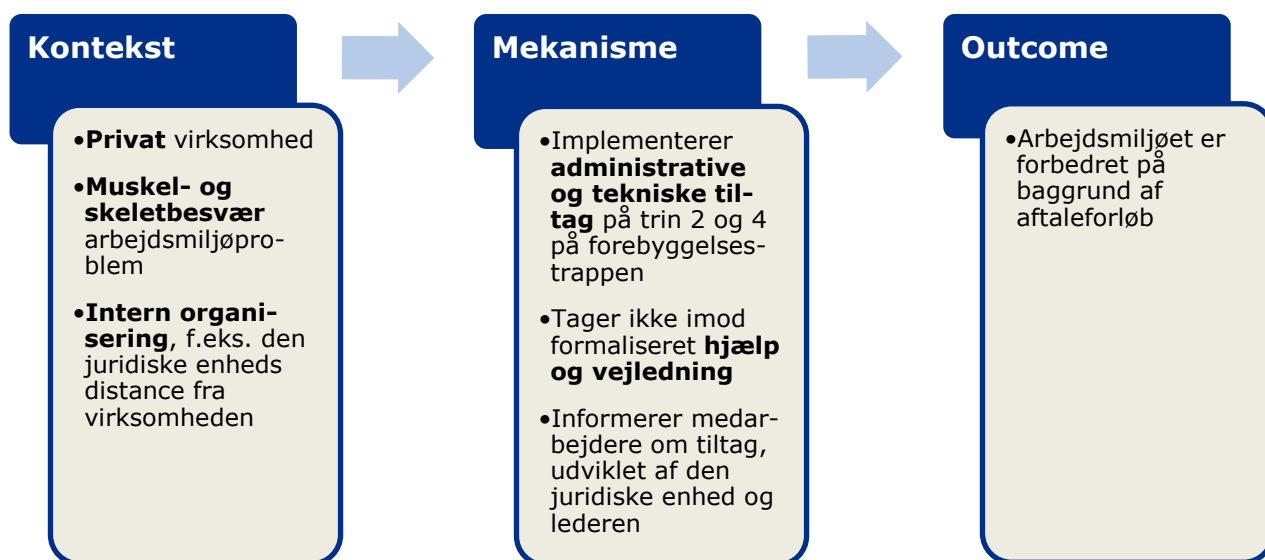 Kontekst
•Privat virksomhed
•Muskel- og
skeletbesvær
arbejdsmiljøpro-
blem
•Intern organi-
sering, f.eks. den
juridiske enheds
distance fra
virksomheden
Mekanisme
•Implementerer
administrative
og tekniske til-
tag på trin 2 og 4
på forebyggelses-
trappen
•Tager ikke imod
formaliseret hjælp
og vejledning
•Informerer medar-
bejdere om tiltag,
udviklet af den
juridiske enhed og
lederen
Outcome
•Arbejdsmiljøet er
forbedret på
baggrund af
aftaleforløb